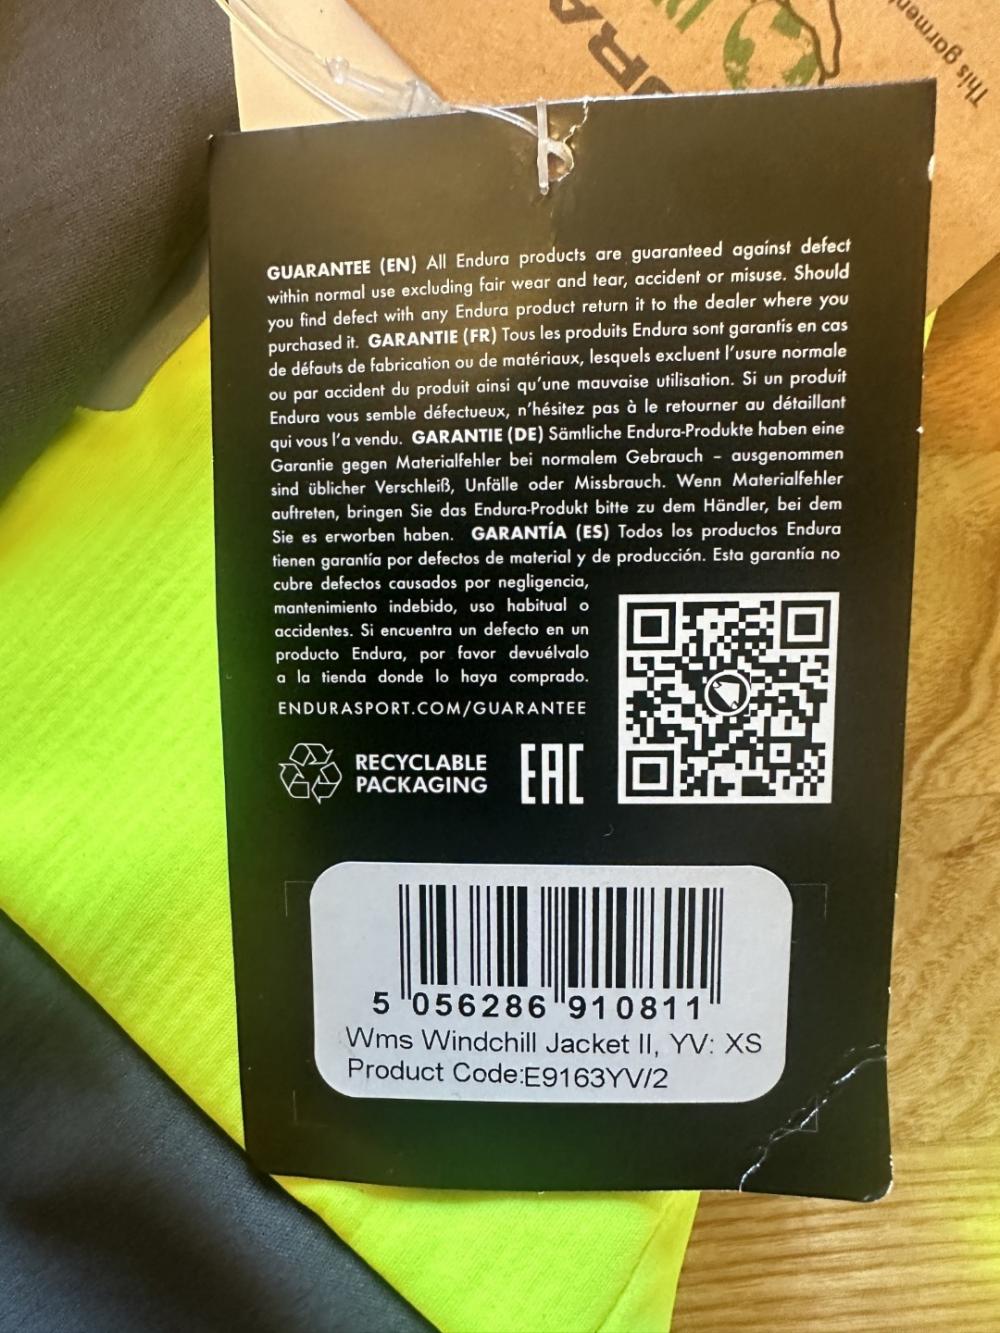 URA
This garment
GUARANTEE (EN) All Endura products are guaranteed against defect
within normal use excluding fair wear and tear, accident or misuse. Should
you find defect with any Endura product return it to the dealer where you
purchased it. GARANTIE (FR) Tous les produits Endura sont garantis en cas
de défauts de fabrication ou de matériaux, lesquels excluent l'usure normale
ou par accident du produit ainsi qu'une mauvaise utilisation. Si un produit
Endura vous semble défectueux, n'hésitez pas à le retourner au détaillant
qui vous l'a vendu. GARANTIE (DE) Sämtliche Endura-Produkte haben eine
Garantie gegen Materialfehler bei normalem Gebrauch – ausgenommen
sind üblicher Verschleiß, Unfälle oder Missbrauch. Wenn Materialfehler
auftreten, bringen Sie das Endura-Produkt bitte zu dem Händler, bei dem
Sie es erworben haben. GARANTÍA (ES) Todos los productos Endura
tienen garantía por defectos de material y de producción. Esta garantía no
cubre defectos causados por negligencia,
mantenimiento indebido, uso habitual o
accidentes. Si encuentra un defecto en un
producto Endura, por favor devuélvalo
a la tienda donde lo haya comprado.
ENDURASPORT.COM/GUARANTEE
RECYCLABLE
PACKAGING
EAC
5 056286 910811
Wms Windchill Jacket II, YV: XS
Product Code:E9163YV/2